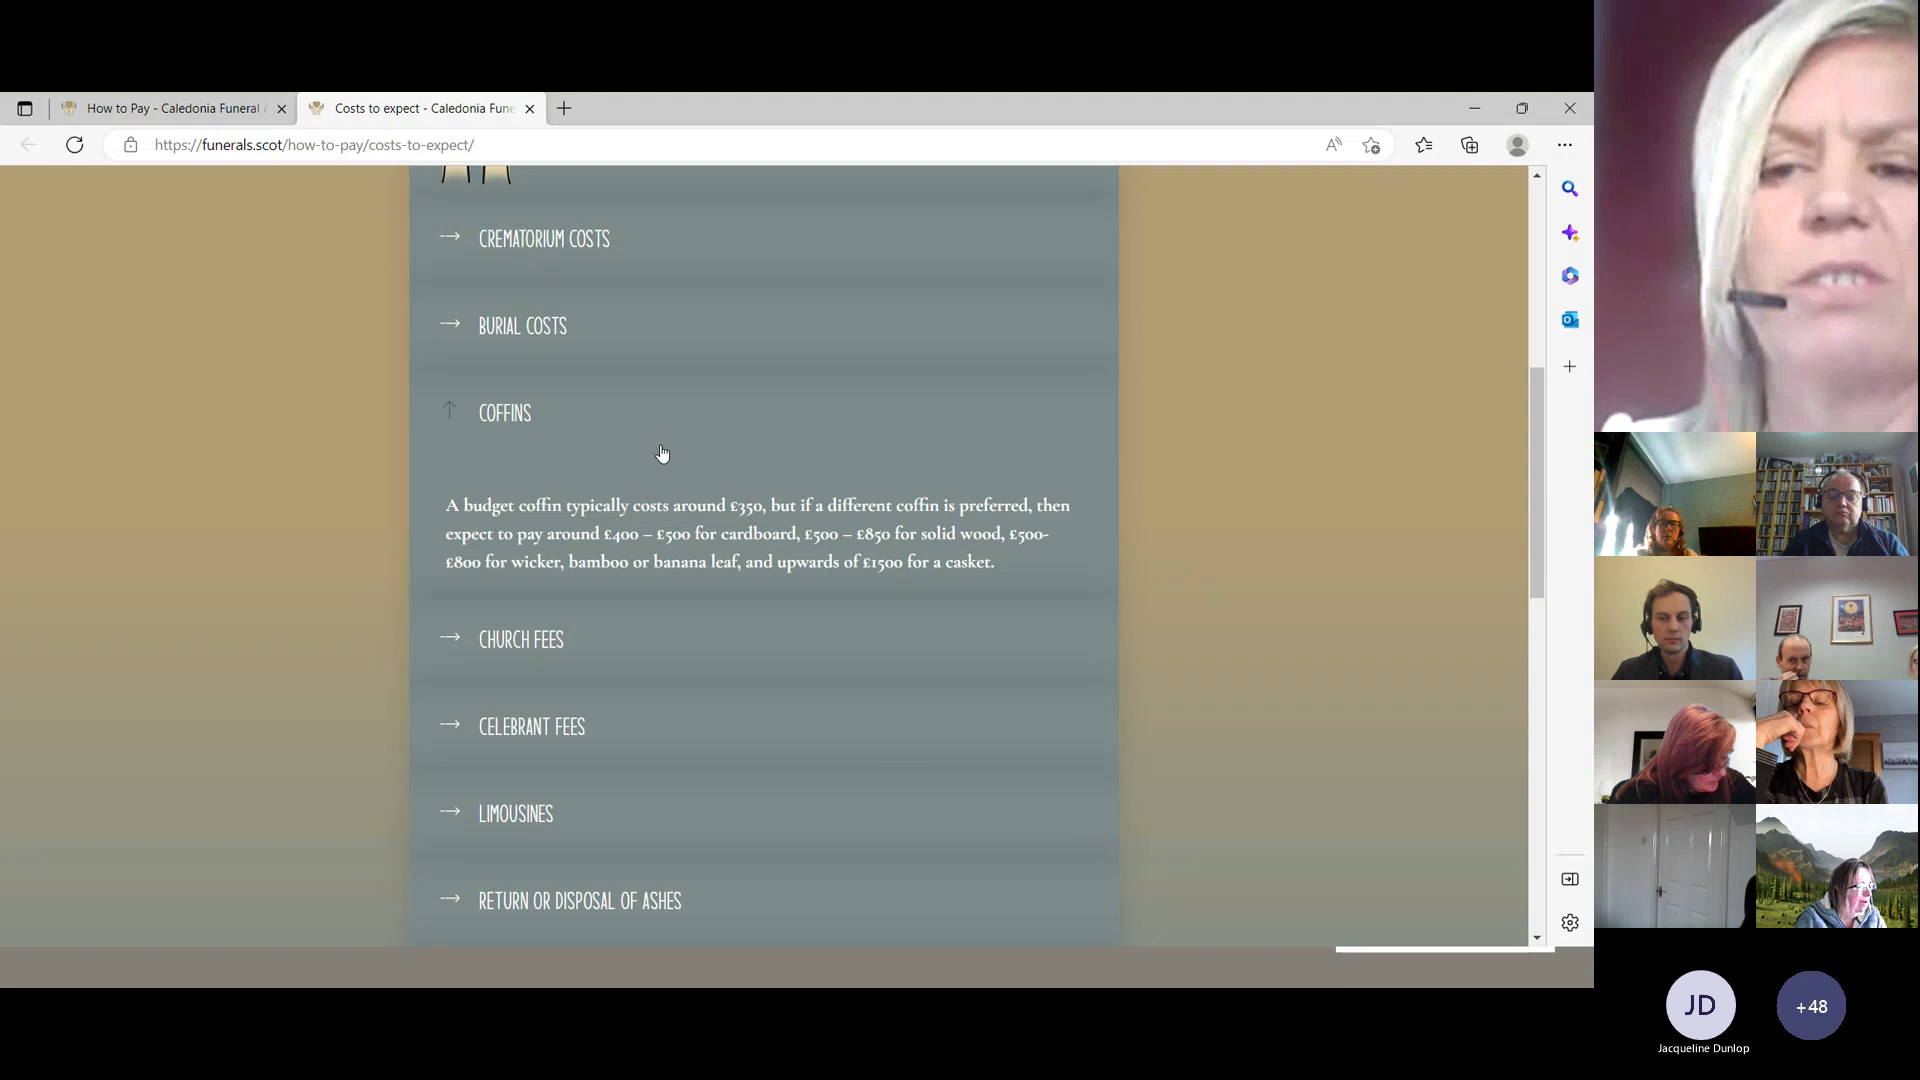 How to Pay - Caledonia Funeral
Costs to expect - Caledonia Fune
https://funerals.scot/how-to-pay/costs-to-expect/
CREMATORIUM COSTS
BURIAL COSTS
COFFINS
A budget coffin typically costs around £350, but if a different coffin is preferred, then
expect to pay around £400 – £500 for cardboard, £500 – £850 for solid wood, £500-
£800 for wicker, bamboo or banana leaf, and upwards of £1500 for a casket.
CHURCH FEES
CELEBRANT FEES
LIMOUSINES
RETURN OR DISPOSAL OF ASHES
JD
+48
Jacqueline Dunlop